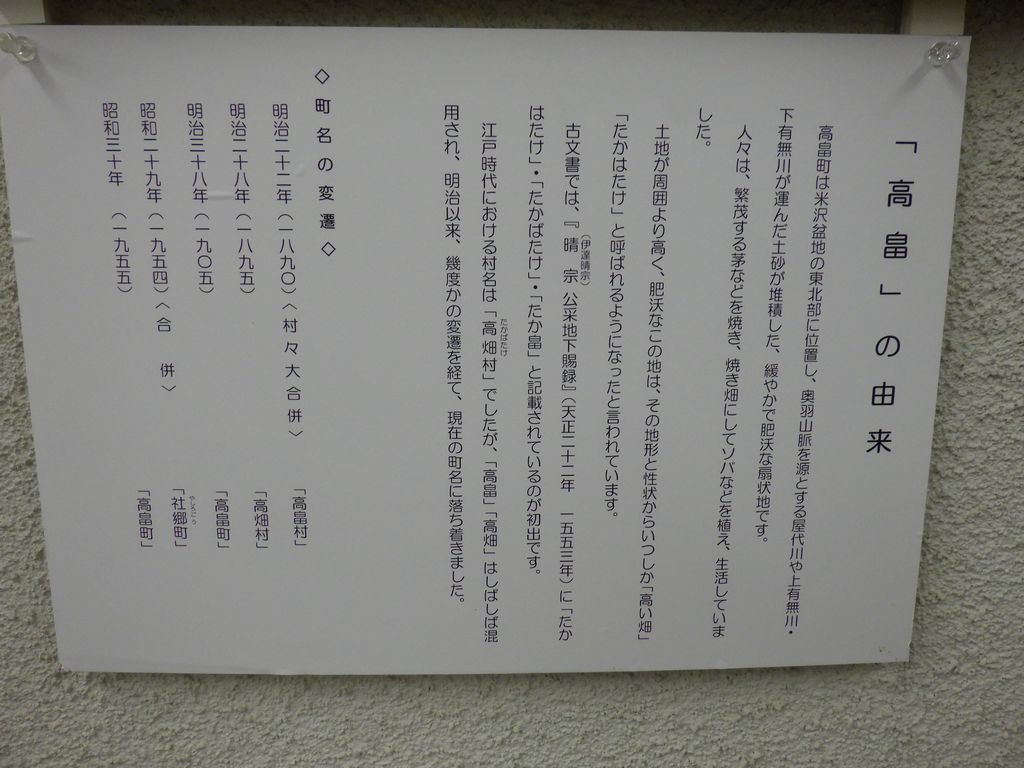 「高畠」の由来
高畠町は米沢盆地の東北部に位置し、奥羽山脈を源とする屋代川や上有無川・
下有無川が運んだ土砂が堆積した、緩やかで肥沃な扇状地です。
人々は、繁茂する茅などを焼き、焼き畑にしてソバなどを植え、生活していま
した。
土地が周囲より高く、肥沃なこの地は、その地形と性状からいつしか「高い畑」
「たかはたけ」と呼ばれるようになったと言われています。
古文書では、『晴宗公采地下賜録』（天正二十二年　一五五三年）に「たか
（伊達晴宗）
はたけ」・「たかばたけ」・「たか畠」と記載されているのが初出です。
江戸時代における村名は「高畑村」でしたが、「高畠」「高畑」はしばしば混
たかばたけ
用され、明治以来、幾度かの変遷を経て、現在の町名に落ち着きました。
◇町名の変遷◇
明治二十二年（一八九〇）〈村々大合併〉　「高畠村」
明治二十八年（一八九五）　「高畑村」
明治三十八年（一九〇五）　「高畠町」
昭和二十九年（一九五四）〈合　併〉　「社郷町」
やしろごう
昭和三十年　（一九五五）　「高畠町」